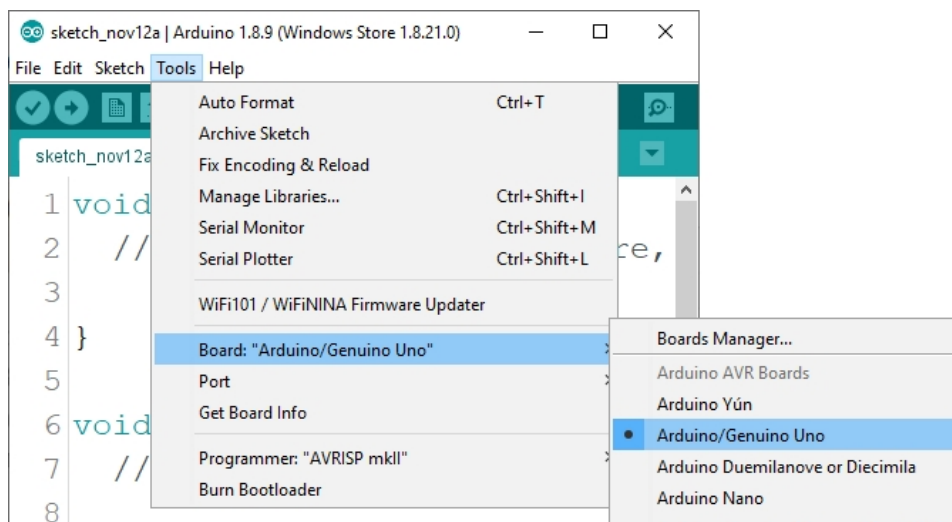 sketch_nov12a | Arduino 1.8.9 (Windows Store 1.8.21.0)
File Edit Sketch Tools Help
sketch_nov12a
Auto Format Ctrl+T
Archive Sketch
Fix Encoding & Reload
Manage Libraries... Ctrl+Shift+I
Serial Monitor Ctrl+Shift+M
Serial Plotter Ctrl+Shift+L
WiFi101 / WiFiNINA Firmware Updater
Board: "Arduino/Genuino Uno"
Port
Get Board Info
Programmer: "AVRISP mkII"
Burn Bootloader
Boards Manager...
Arduino AVR Boards
Arduino Yún
Arduino/Genuino Uno
Arduino Duemilanove or Diecimila
Arduino Nano
1 void
2 // re,
3
4 }
5
6 void
7 //
8